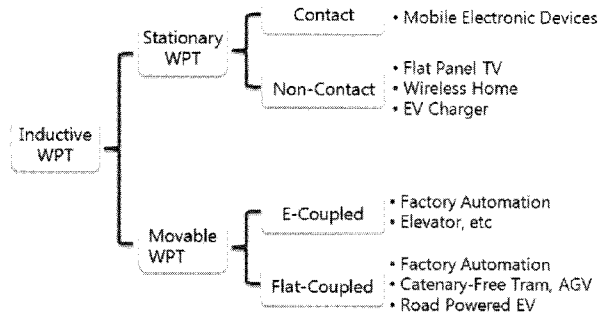 Inductive
WPT
Stationary
WPT
Contact
• Mobile Electronic Devices
Non-Contact
• Flat Panel TV
• Wireless Home
• EV Charger
Movable
WPT
E-Coupled
• Factory Automation
• Elevator, etc
Flat-Coupled
• Factory Automation
• Catenary-Free Tram, AGV
• Road Powered EV